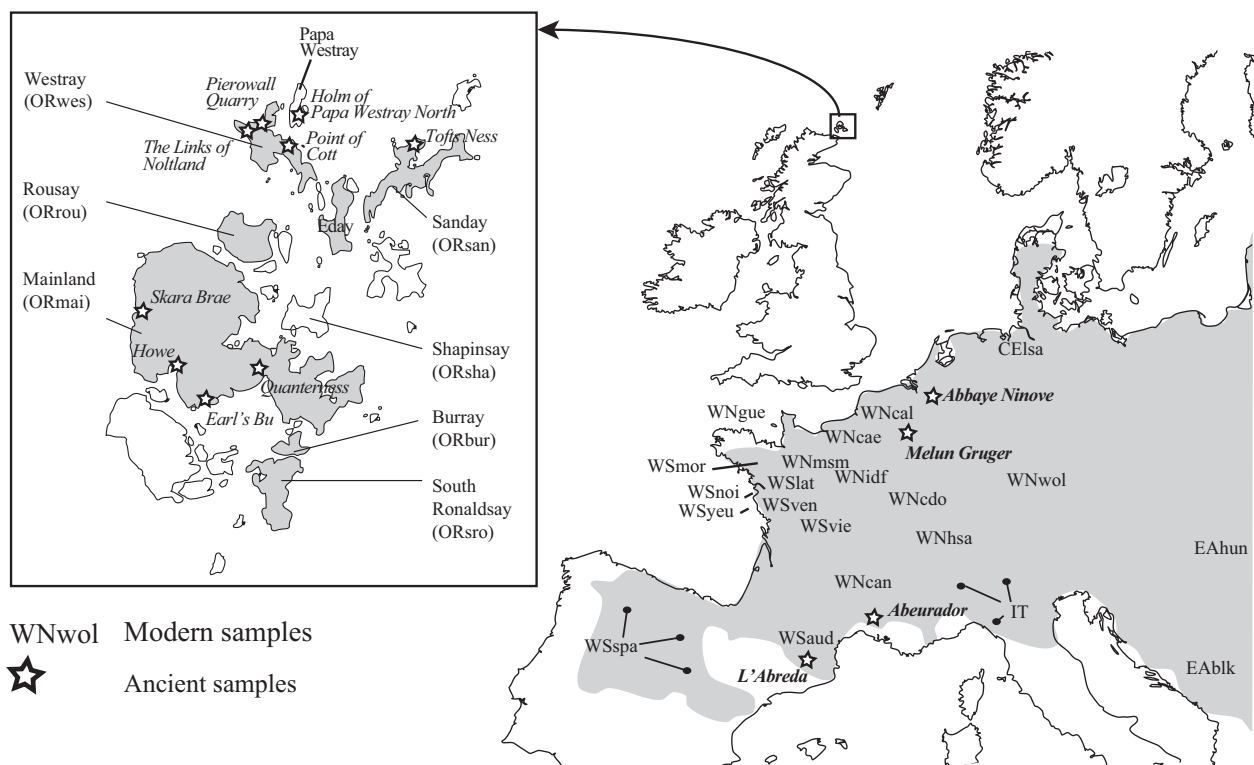 Papa
Westray
Westray
(ORwes)
Pierowall
Quarry
Holm of
Papa Westray North
The Links of
Noltland
Point of
Cott
Tofts Ness
Rousay
(ORrou)
Eday
Sanday
(ORsan)
Mainland
(ORmai)
Skara Brae
Howe
Shapinsay
(ORsha)
Quanterness
Earl's Bu
Burray
(ORbur)
South
Ronaldsay
(ORsro)
WNwol Modern samples
Ancient samples
CElsa
Abbaye Ninove
WNgue
WNcal
WNcae
Melun Gruger
WSmor
WNmsm
WNidf
WNwol
WSnoi
WSlat
WNcdo
WSyeu
WSven
WSvie
WNhsa
EAhun
WNcan
Abeurador
IT
WSspa
WSaud
L'Abreda
EAblk